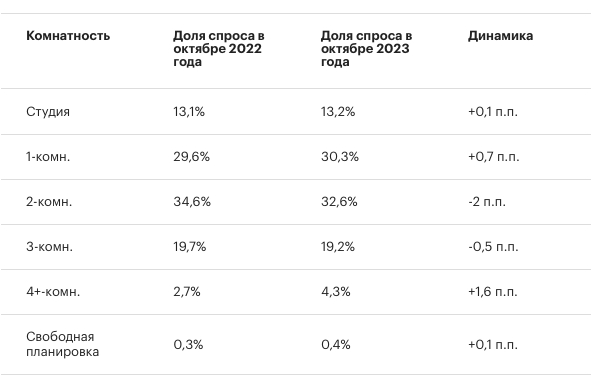 Комнатность	Доля спроса в октябре 2022 года	Доля спроса в октябре 2023 года	Динамика
Студия	13,1%	13,2%	+0,1 п.п.
1-комн.	29,6%	30,3%	+0,7 п.п.
2-комн.	34,6%	32,6%	-2 п.п.
3-комн.	19,7%	19,2%	-0,5 п.п.
4+-комн.	2,7%	4,3%	+1,6 п.п.
Свободная планировка	0,3%	0,4%	+0,1 п.п.